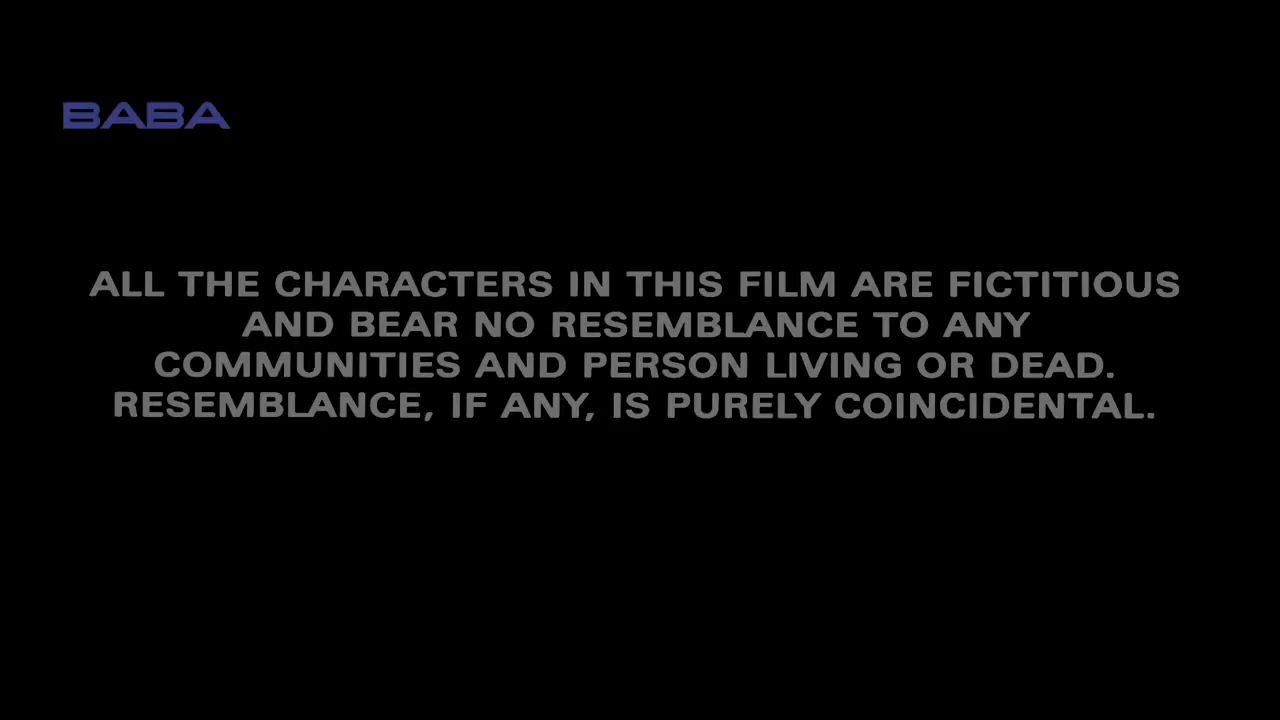 BABA
ALL THE CHARACTERS IN THIS FILM ARE FICTITIOUS
AND BEAR NO RESEMBLANCE TO ANY
COMMUNITIES AND PERSON LIVING OR DEAD.
RESEMBLANCE, IF ANY, IS PURELY COINCIDENTAL.